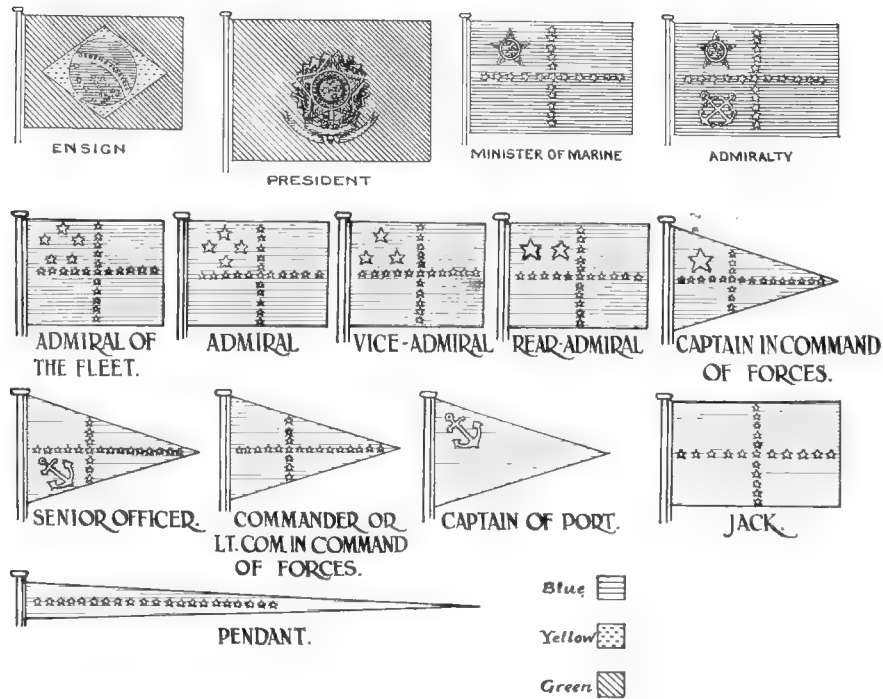 ENSIGN
PRESIDENT
MINISTER OF MARINE
ADMIRALTY
ADMIRAL OF
THE FLEET.
ADMIRAL
VICE-ADMIRAL
REAR-ADMIRAL
CAPTAIN IN COMMAND
OF FORCES.
SENIOR OFFICER.
COMMANDER OR
LT. COM. IN COMMAND
OF FORCES.
CAPTAIN OF PORT.
JACK.
PENDANT.
Blue
Yellow
Green